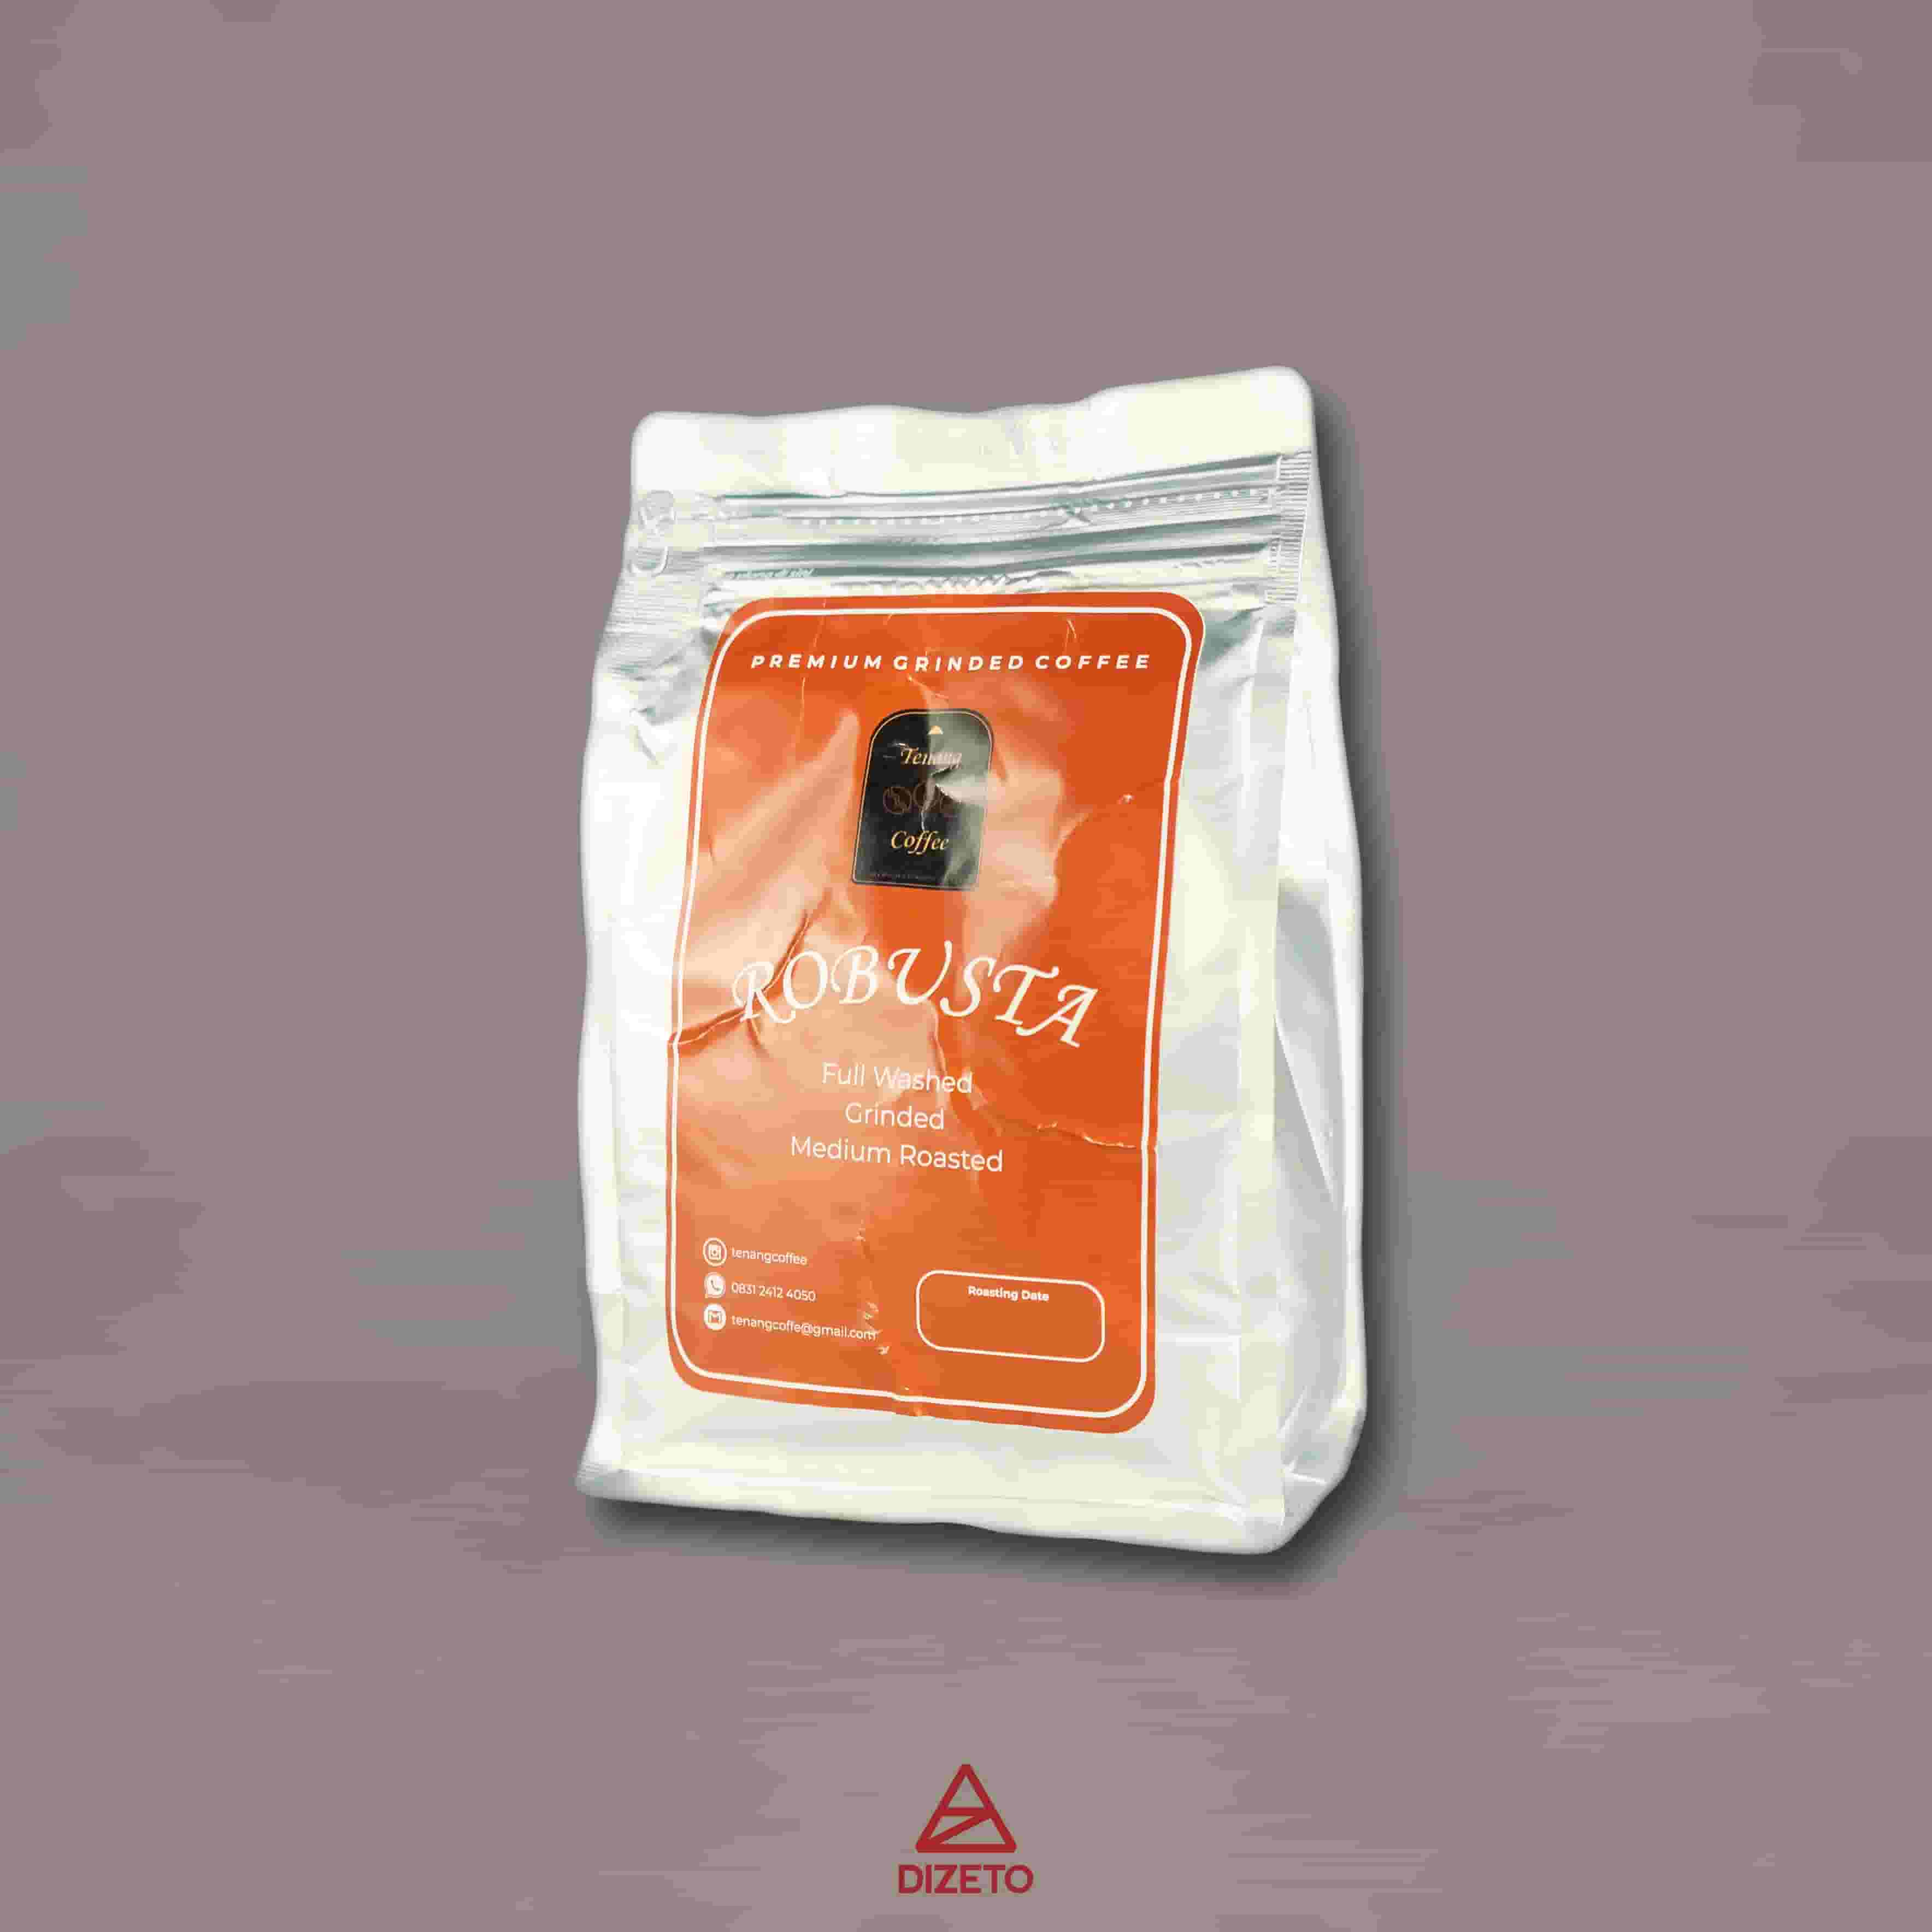 PREMIUM GRINDED COFFEE
Tenang
Coffee
ROBUSTA
Full Washed
Grinded
Medium Roasted
tenangcoffee
0831 2412 4050
tenangcoffe@gmail.com
Roasting Date
DIZETO